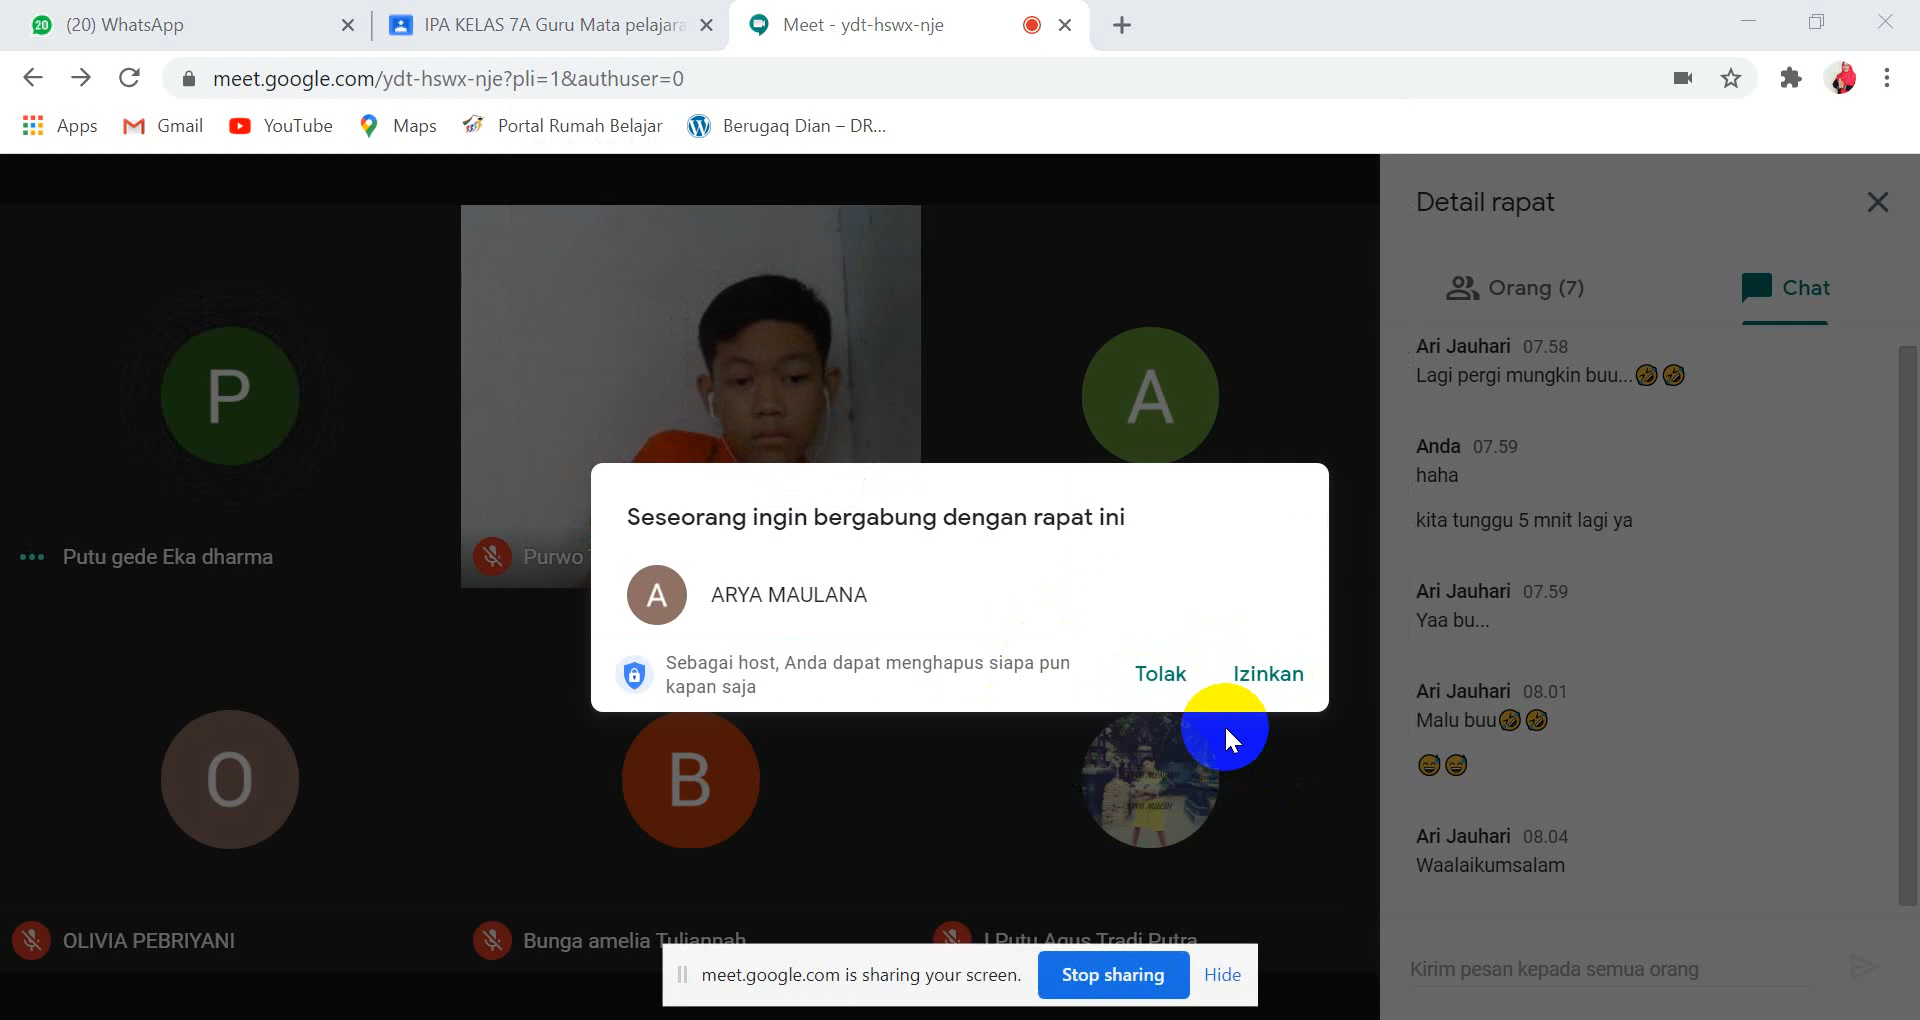 (20) WhatsApp
IPA KELAS 7A Guru Mata pelajara
Meet - ydt-hswx-nje
meet.google.com/ydt-hswx-nje?pli=1&authuser=0
Apps
Gmail
YouTube
Maps
Portal Rumah Belajar
Berugaq Dian – DR...
Detail rapat
Orang (7)
Chat
Ari Jauhari 07.58
Lagi pergi mungkin buu...🤣🤣
Anda 07.59
haha
kita tunggu 5 mnit lagi ya
Ari Jauhari 07.59
Yaa bu...
Ari Jauhari 08.01
Malu buu🤣🤣
😅😅
Ari Jauhari 08.04
Waalaikumsalam
Kirim pesan kepada semua orang
P
A
Putu gede Eka dharma
Purwo
Seseorang ingin bergabung dengan rapat ini
A
ARYA MAULANA
Sebagai host, Anda dapat menghapus siapa pun
kapan saja
Tolak
Izinkan
O
B
OLIVIA PEBRIYANI
Bunga amelia Tuliannah
I Putu Agus Tradi Putra
meet.google.com is sharing your screen.
Stop sharing
Hide